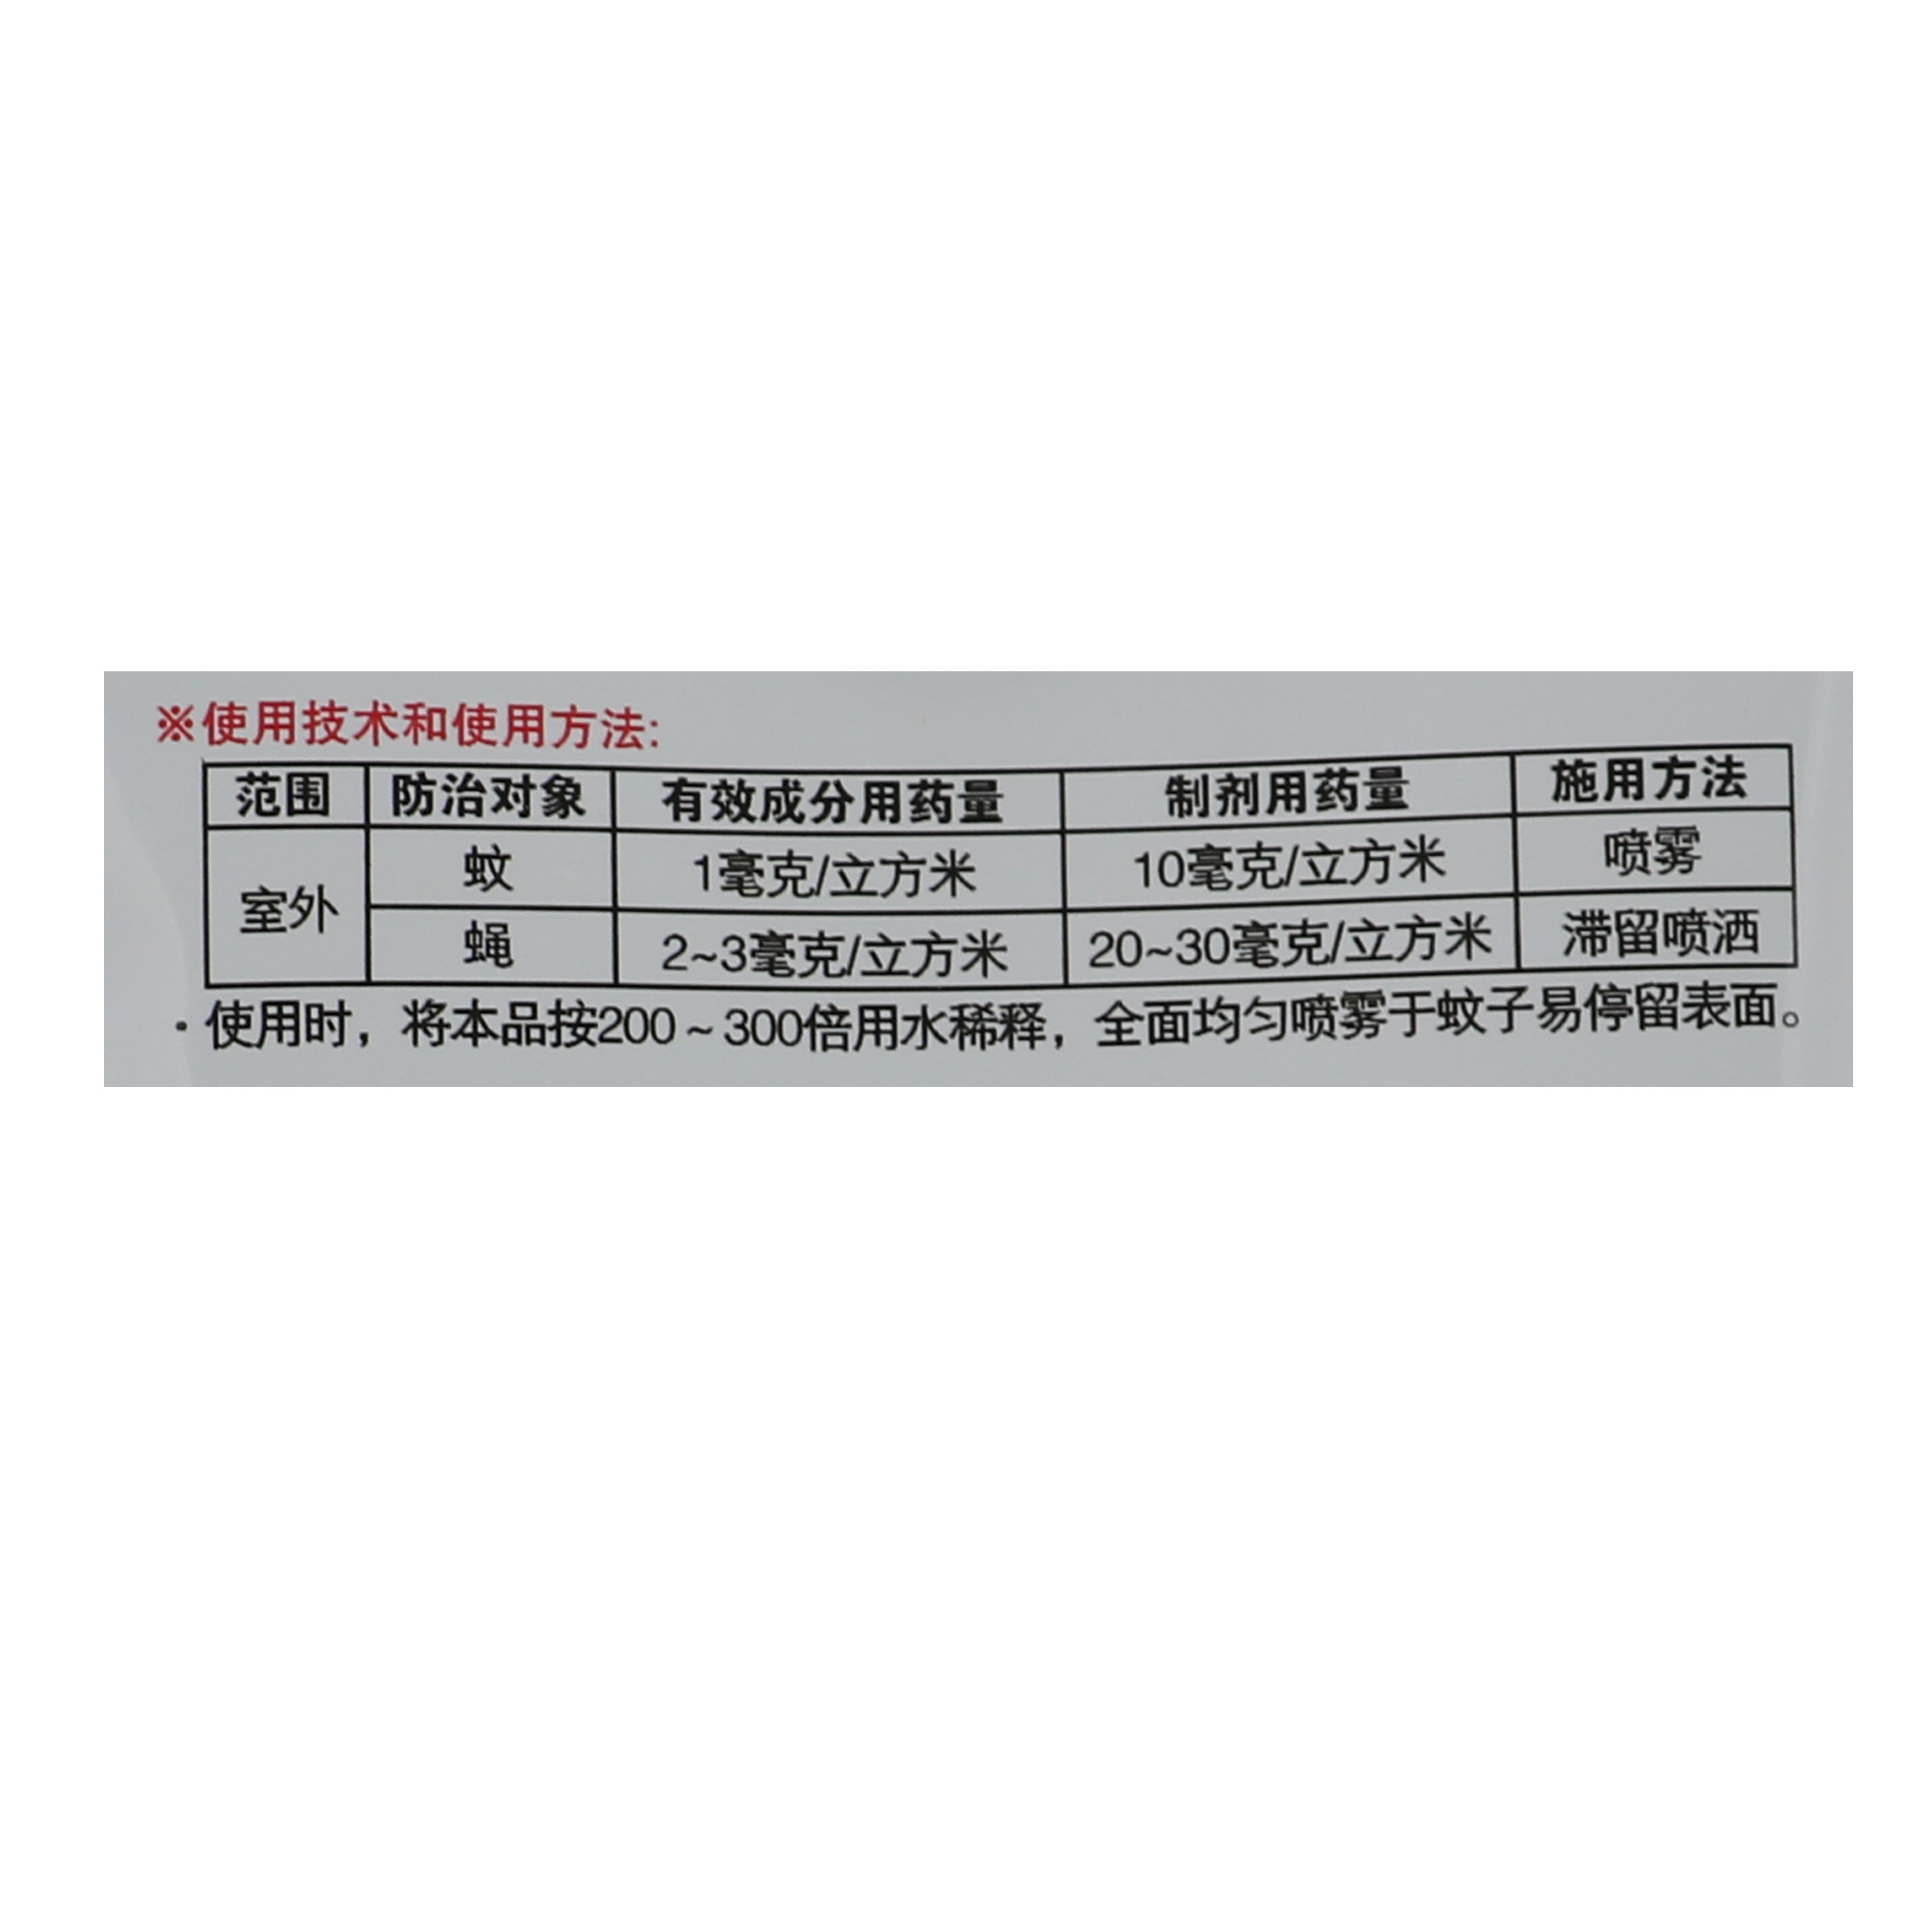 ※使用技术和使用方法:
范围 防治对象 有效成分用药量 制剂用药量 施用方法
室外 蚊 1毫克/立方米 10毫克/立方米 喷雾
蝇 2~3毫克/立方米 20~30毫克/立方米 滞留喷洒
·使用时，将本品按200~300倍用水稀释，全面均匀喷雾于蚊子易停留表面。